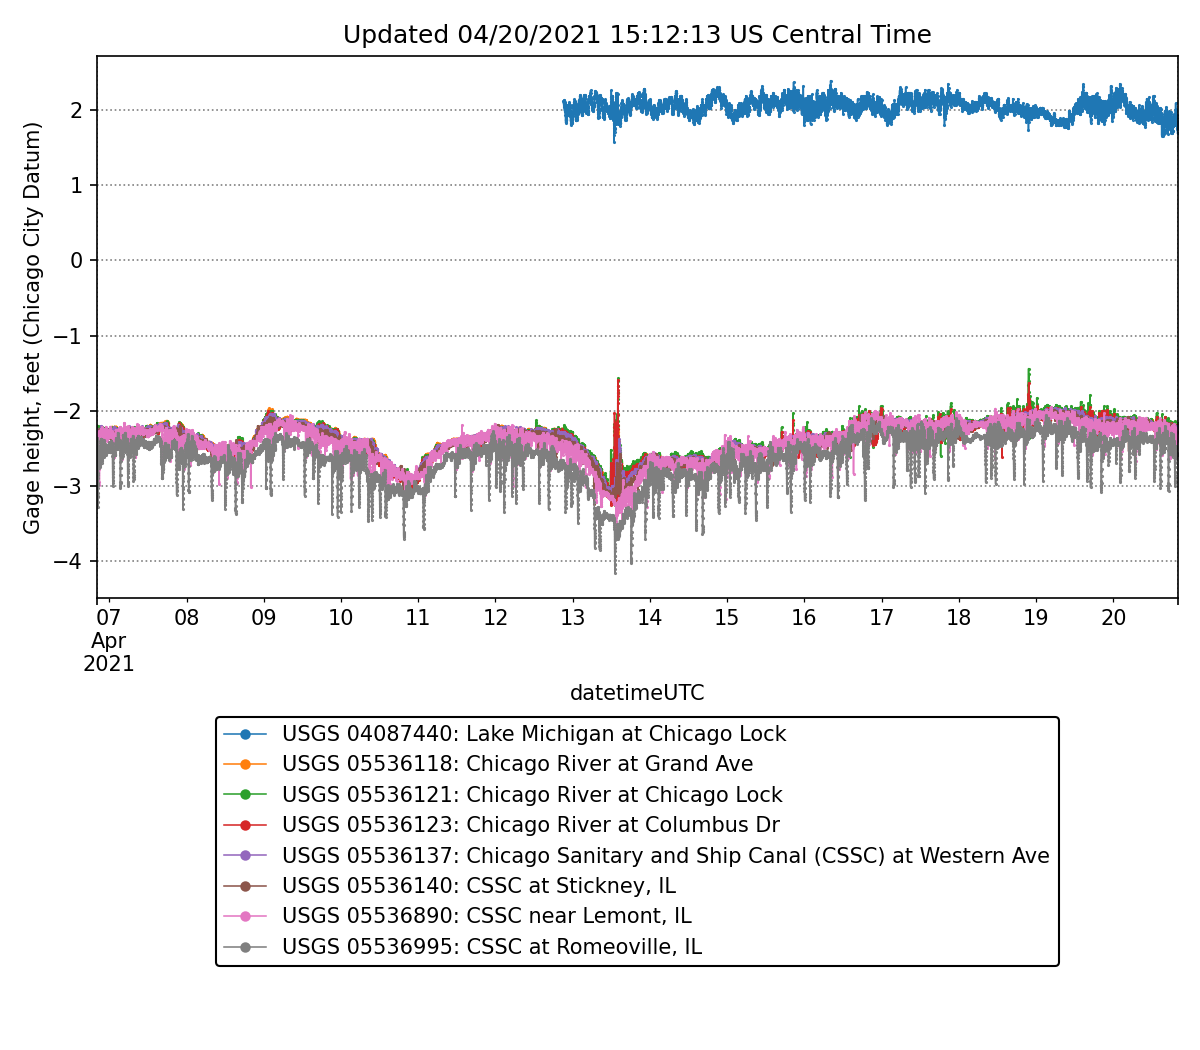 Updated 04/20/2021 15:12:13 US Central Time
Gage height, feet (Chicago City Datum)
2
1
0
−1
−2
−3
−4
07 08 09 10 11 12 13 14 15 16 17 18 19 20
Apr
2021
datetimeUTC
USGS 04087440: Lake Michigan at Chicago Lock
USGS 05536118: Chicago River at Grand Ave
USGS 05536121: Chicago River at Chicago Lock
USGS 05536123: Chicago River at Columbus Dr
USGS 05536137: Chicago Sanitary and Ship Canal (CSSC) at Western Ave
USGS 05536140: CSSC at Stickney, IL
USGS 05536890: CSSC near Lemont, IL
USGS 05536995: CSSC at Romeoville, IL